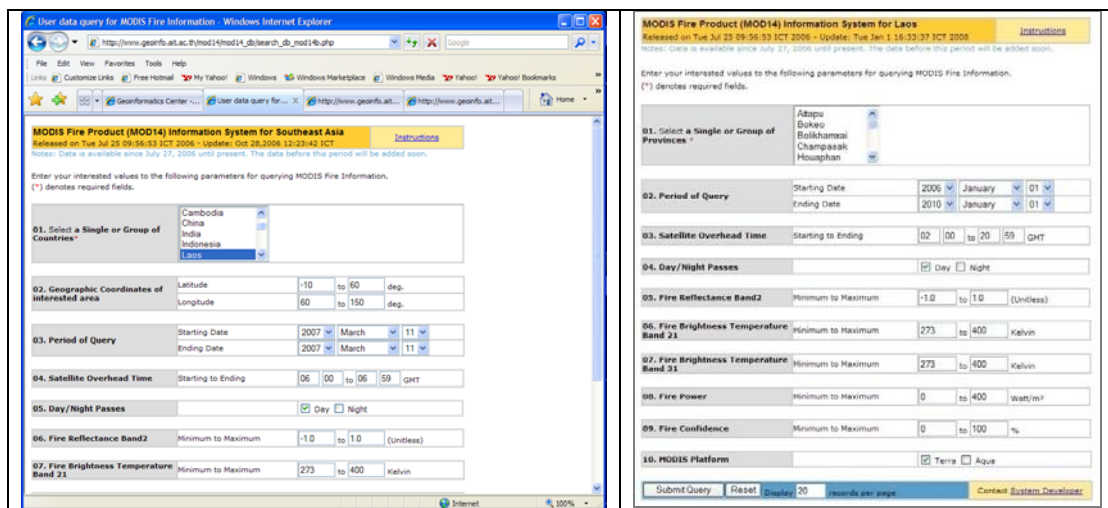 User data query for MODIS Fire Information - Windows Internet Explorer
http://www.geoinfo.ait.ac.th/mod14/mod14_db/search_db_mod14b.php
Google
File Edit View Favorites Tools Help
Links Customize Links Free Hotmail My Yahoo! Windows Windows Marketplace Windows Media Yahoo! Yahoo! Bookmarks
Geoinformatics Center -... User data query for... X http://www.geoinfo.ait... http://www.geoinfo.ait... Home
MODIS Fire Product (MOD14) Information System for Southeast Asia
Released on Tue Jul 25 09:56:53 ICT 2006 - Update: Oct 28,2006 12:23:42 ICT
Instructions
Notes: Data is available since July 27, 2006 until present. The data before this period will be added soon.
Enter your interested values to the following parameters for querying MODIS Fire Information.
(*) denotes required fields.
01. Select a Single or Group of Countries*
Cambodia
China
India
Indonesia
Laos
02. Geographic Coordinates of interested area
Latitude -10 to 60 deg.
Longitude 60 to 150 deg.
03. Period of Query
Starting Date 2007 March 11
Ending Date 2007 March 11
04. Satellite Overhead Time Starting to Ending 06 00 to 06 59 GMT
05. Day/Night Passes Day Night
06. Fire Reflectance Band2 Minimum to Maximum -1.0 to 1.0 (Unitless)
07. Fire Brightness Temperature Band 21 Minimum to Maximum 273 to 400 Kelvin
Internet 100%
MODIS Fire Product (MOD14) Information System for Laos
Released on Tue Jul 25 09:56:53 ICT 2006 - Update: Tue Jan 1 16:33:37 ICT 2008
Instructions
Notes: Data is available since July 27, 2006 until present. The data before this period will be added soon.
Enter your interested values to the following parameters for querying MODIS Fire Information.
(*) denotes required fields.
01. Select a Single or Group of Provinces *
Attapu
Bokeo
Bolikhamxai
Champasak
Houaphan
02. Period of Query
Starting Date 2006 January 01
Ending Date 2010 January 01
03. Satellite Overhead Time Starting to Ending 02 00 to 20 59 GMT
04. Day/Night Passes Day Night
05. Fire Reflectance Band2 Minimum to Maximum -1.0 to 1.0 (Unitless)
06. Fire Brightness Temperature Band 21 Minimum to Maximum 273 to 400 Kelvin
07. Fire Brightness Temperature Band 31 Minimum to Maximum 273 to 400 Kelvin
08. Fire Power Minimum to Maximum 0 to 400 Watt/m²
09. Fire Confidence Minimum to Maximum 0 to 100 %
10. MODIS Platform Terra Aqua
Submit Query Reset Display 20 records per page Contact System Developer